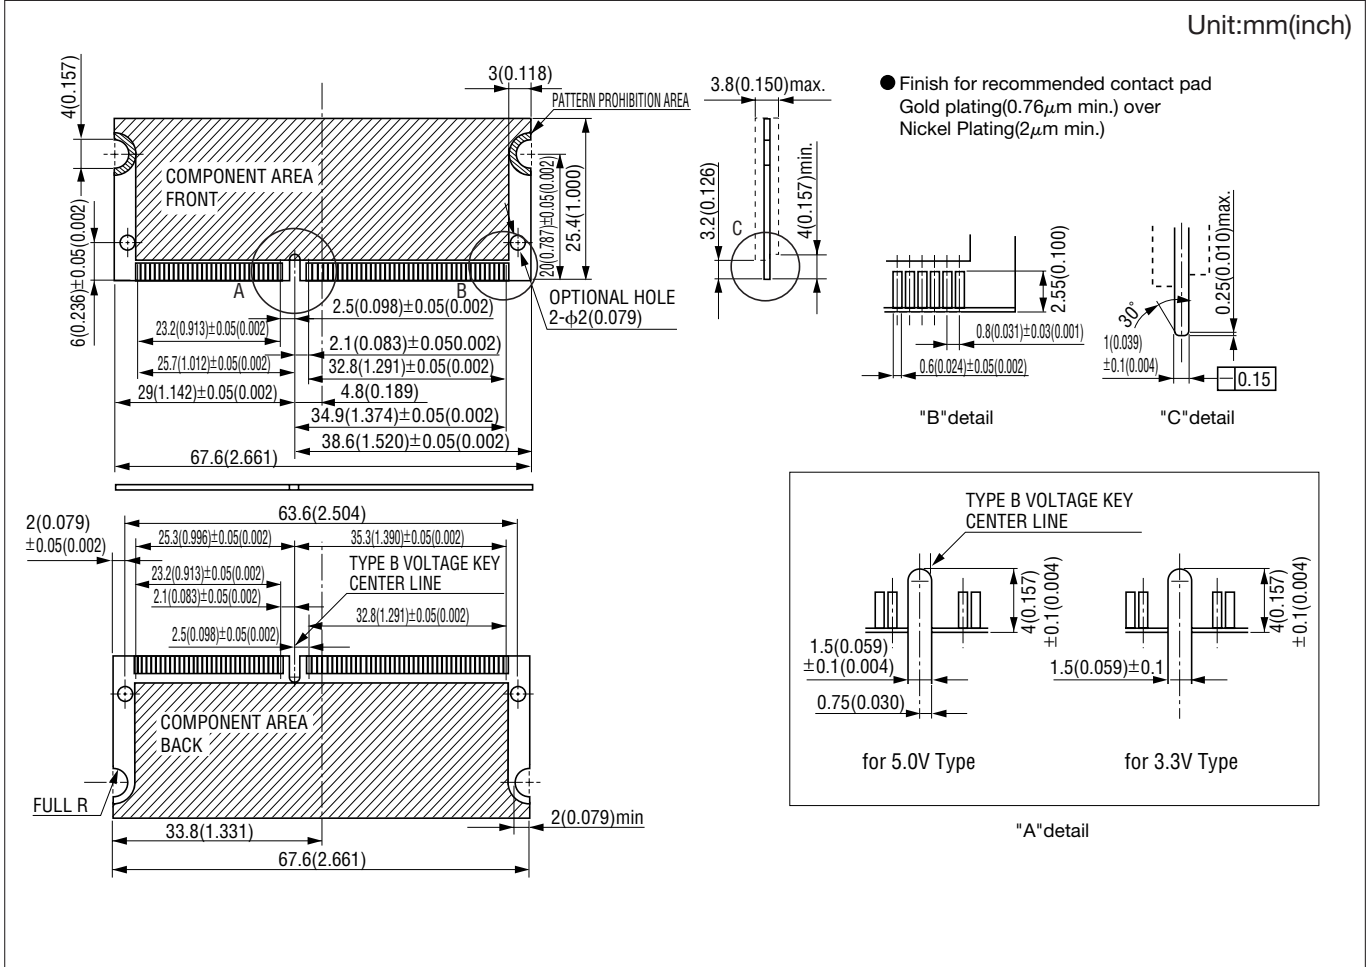 Unit:mm(inch)
4(0.157)
3(0.118)
PATTERN PROHIBITION AREA
COMPONENT AREA
FRONT
6(0.236)±0.05(0.002)
20(0.787)±0.05(0.002)
25.4(1.000)
A
B
OPTIONAL HOLE
2-ϕ2(0.079)
2.5(0.098)±0.05(0.002)
23.2(0.913)±0.05(0.002)
2.1(0.083)±0.050.002)
25.7(1.012)±0.05(0.002)
32.8(1.291)±0.05(0.002)
29(1.142)±0.05(0.002)
4.8(0.189)
34.9(1.374)±0.05(0.002)
38.6(1.520)±0.05(0.002)
67.6(2.661)
3.8(0.150)max.
3.2(0.126)
C
4(0.157)min.
● Finish for recommended contact pad
Gold plating(0.76μm min.) over
Nickel Plating(2μm min.)
2.55(0.100)
0.8(0.031)±0.03(0.001)
0.6(0.024)±0.05(0.002)
"B"detail
0.25(0.010)max.
30°
1(0.039)
±0.1(0.004)
0.15
"C"detail
63.6(2.504)
2(0.079)
±0.05(0.002)
25.3(0.996)±0.05(0.002)
35.3(1.390)±0.05(0.002)
TYPE B VOLTAGE KEY
CENTER LINE
23.2(0.913)±0.05(0.002)
2.1(0.083)±0.05(0.002)
32.8(1.291)±0.05(0.002)
2.5(0.098)±0.05(0.002)
COMPONENT AREA
BACK
FULL R
33.8(1.331)
2(0.079)min
67.6(2.661)
TYPE B VOLTAGE KEY
CENTER LINE
4(0.157)
±0.1(0.004)
1.5(0.059)
±0.1(0.004)
0.75(0.030)
for 5.0V Type
4(0.157)
±0.1(0.004)
1.5(0.059)±0.1
for 3.3V Type
"A"detail